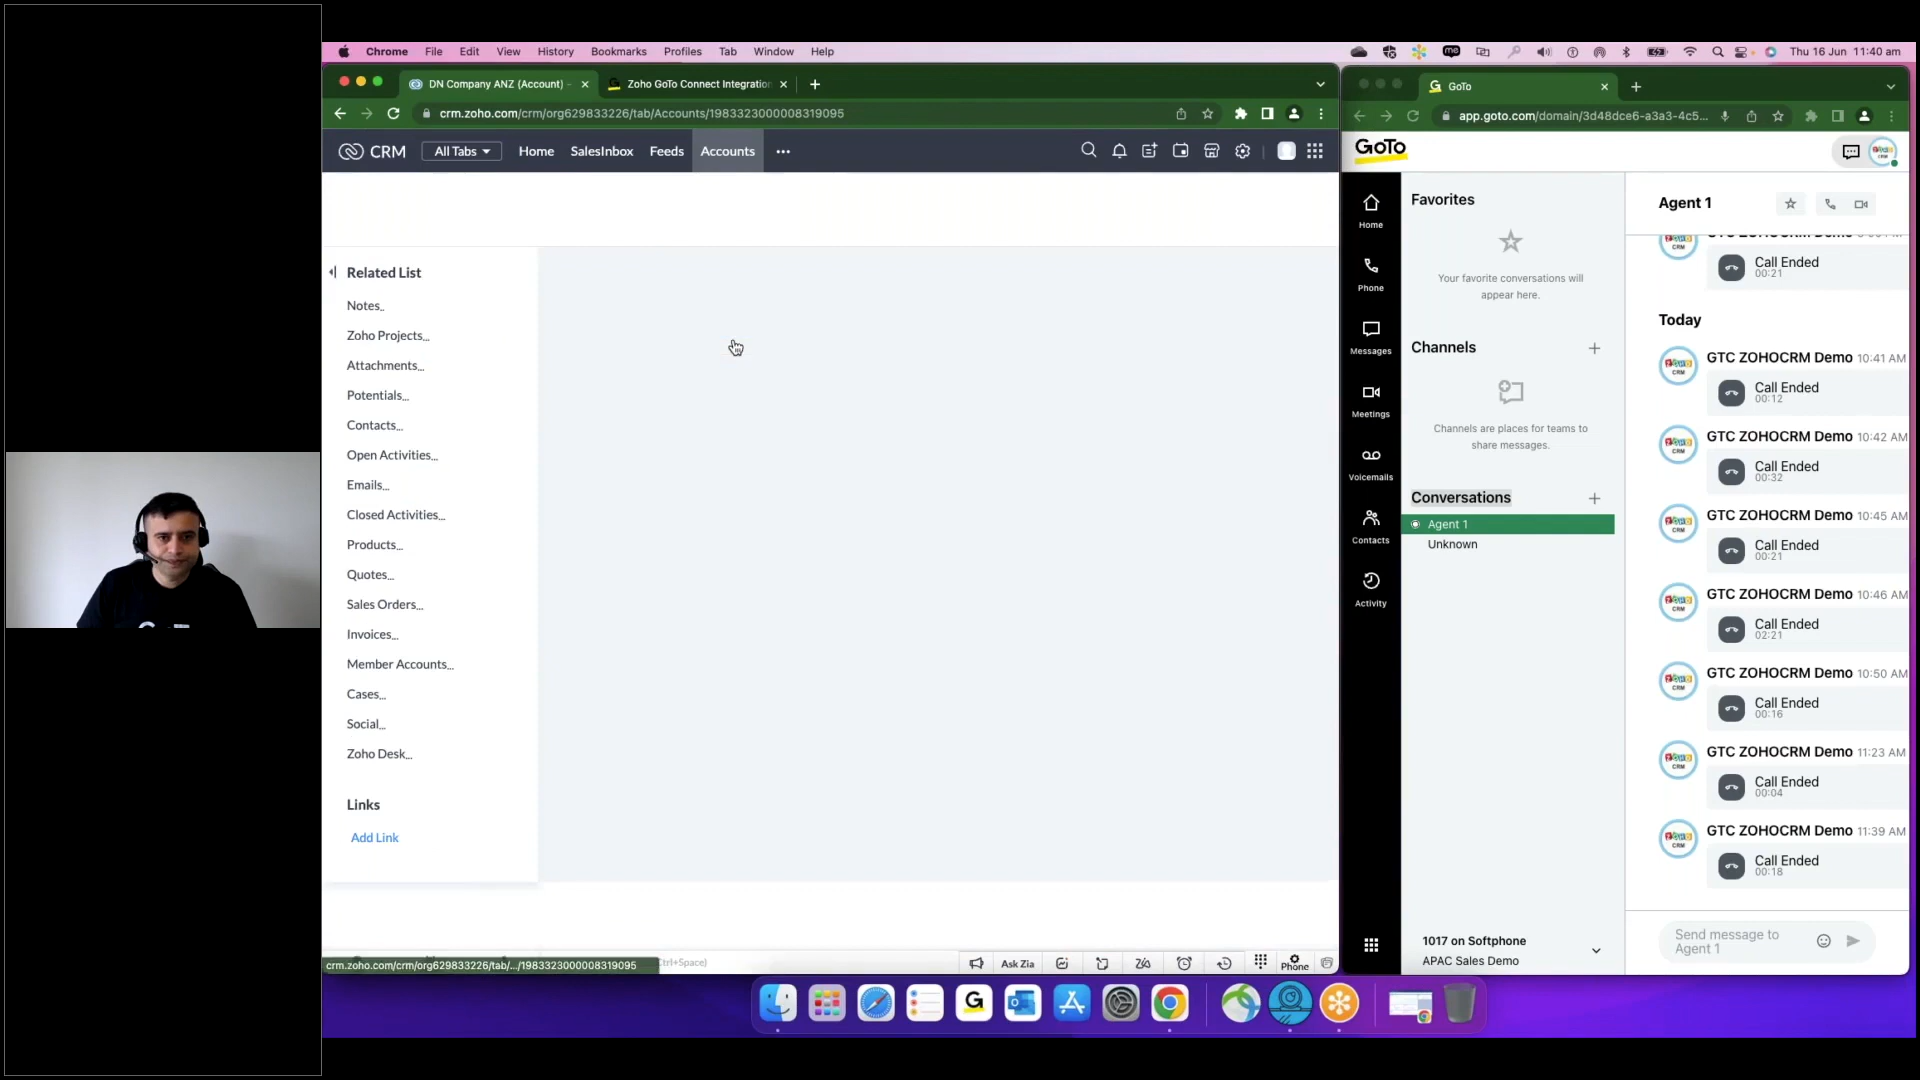 Chrome File Edit View History Bookmarks Profiles Tab Window Help
Thu 16 Jun 11:40 am
DN Company ANZ (Account) -
Zoho GoTo Connect Integration
crm.zoho.com/crm/org629833226/tab/Accounts/1983323000008319095
CRM All Tabs Home SalesInbox Feeds Accounts
Related List
Notes..
Zoho Projects...
Attachments...
Potentials...
Contacts...
Open Activities...
Emails...
Closed Activities...
Products...
Quotes...
Sales Orders...
Invoices...
Member Accounts...
Cases...
Social...
Zoho Desk...
Links
Add Link
crm.zoho.com/crm/org629833226/tab/.../1983323000008319095
Ctrl+Space)
Ask Zia
Phone
GoTo
app.goto.com/domain/3d48dce6-a3a3-4c5...
GoTo
Home
Phone
Messages
Meetings
Voicemails
Contacts
Activity
Favorites
Your favorite conversations will
appear here.
Channels
Channels are places for teams to
share messages.
Conversations
Agent 1
Unknown
1017 on Softphone
APAC Sales Demo
Agent 1
Call Ended
00:21
Today
GTC ZOHOCRM Demo 10:41 AM
Call Ended
00:12
GTC ZOHOCRM Demo 10:42 AM
Call Ended
00:32
GTC ZOHOCRM Demo 10:45 AM
Call Ended
00:21
GTC ZOHOCRM Demo 10:46 AM
Call Ended
02:21
GTC ZOHOCRM Demo 10:50 AM
Call Ended
00:16
GTC ZOHOCRM Demo 11:23 AM
Call Ended
00:04
GTC ZOHOCRM Demo 11:39 AM
Call Ended
00:18
Send message to
Agent 1